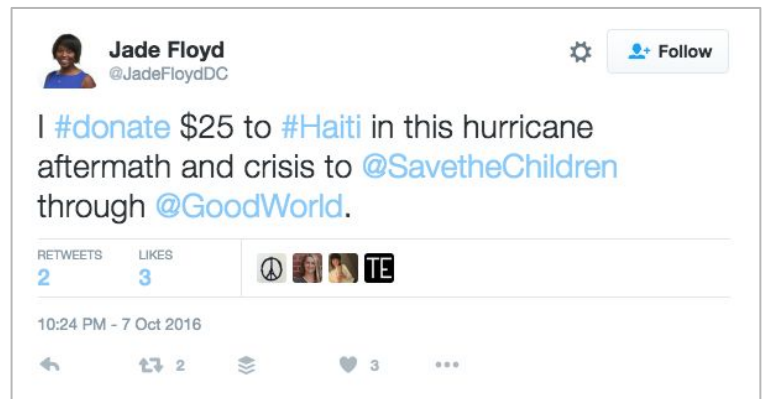 Jade Floyd
@JadeFloydDC
Follow
I #donate $25 to #Haiti in this hurricane
aftermath and crisis to @SavetheChildren
through @GoodWorld.
RETWEETS LIKES
2 3
TE
10:24 PM - 7 Oct 2016
2 3